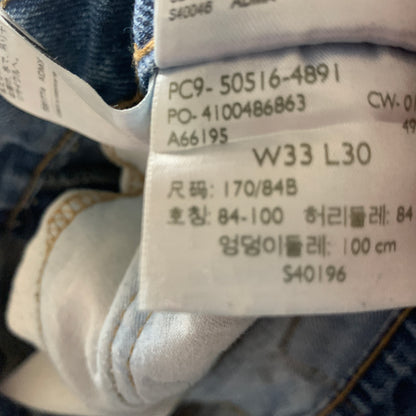 S40046
PC9- 50516-4891
PO- 4100486863
CW- 0
A66195
49
W33 L30
尺码: 170/84B
호칭: 84-100 허리둘레: 84
엉덩이둘레: 100 cm
S40196